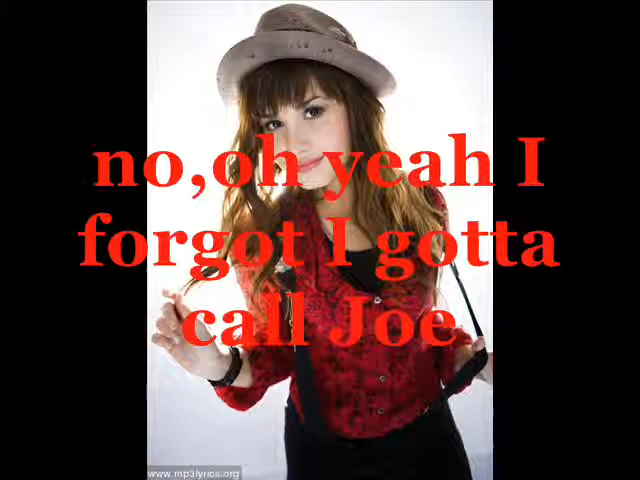 no,oh yeah I
forgot I gotta
call Joe
www.mp3lyrics.org